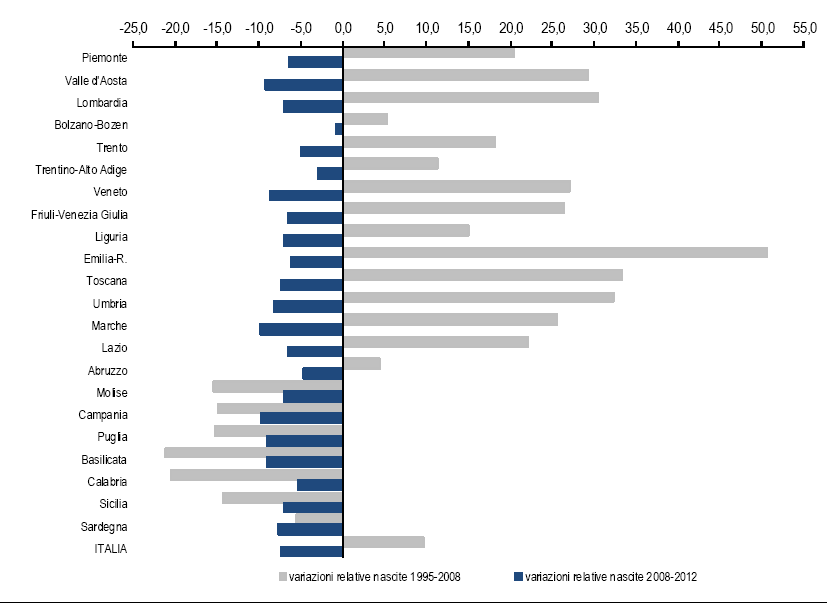 -25,0 -20,0 -15,0 -10,0 -5,0 0,0 5,0 10,0 15,0 20,0 25,0 30,0 35,0 40,0 45,0 50,0 55,0
Piemonte
Valle d'Aosta
Lombardia
Bolzano-Bozen
Trento
Trentino-Alto Adige
Veneto
Friuli-Venezia Giulia
Liguria
Emilia-R.
Toscana
Umbria
Marche
Lazio
Abruzzo
Molise
Campania
Puglia
Basilicata
Calabria
Sicilia
Sardegna
ITALIA
variazioni relative nascite 1995-2008 variazioni relative nascite 2008-2012